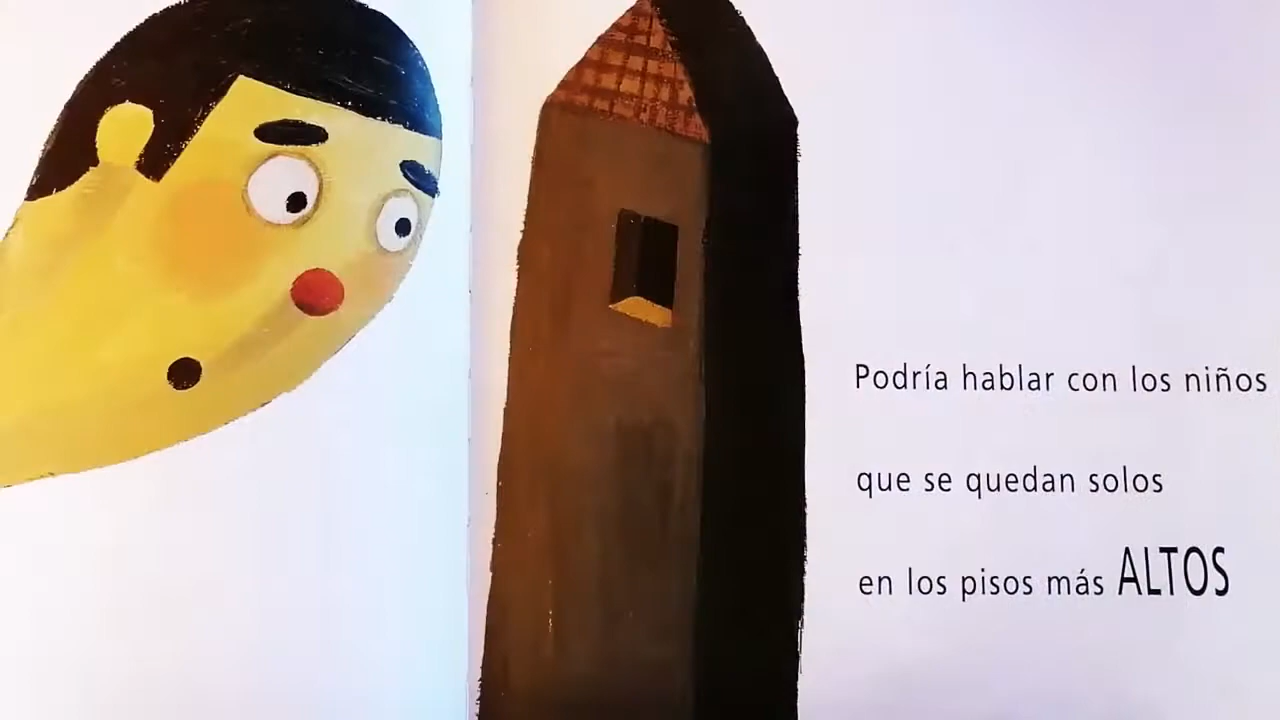 Podría hablar con los niños
que se quedan solos
en los pisos más ALTOS